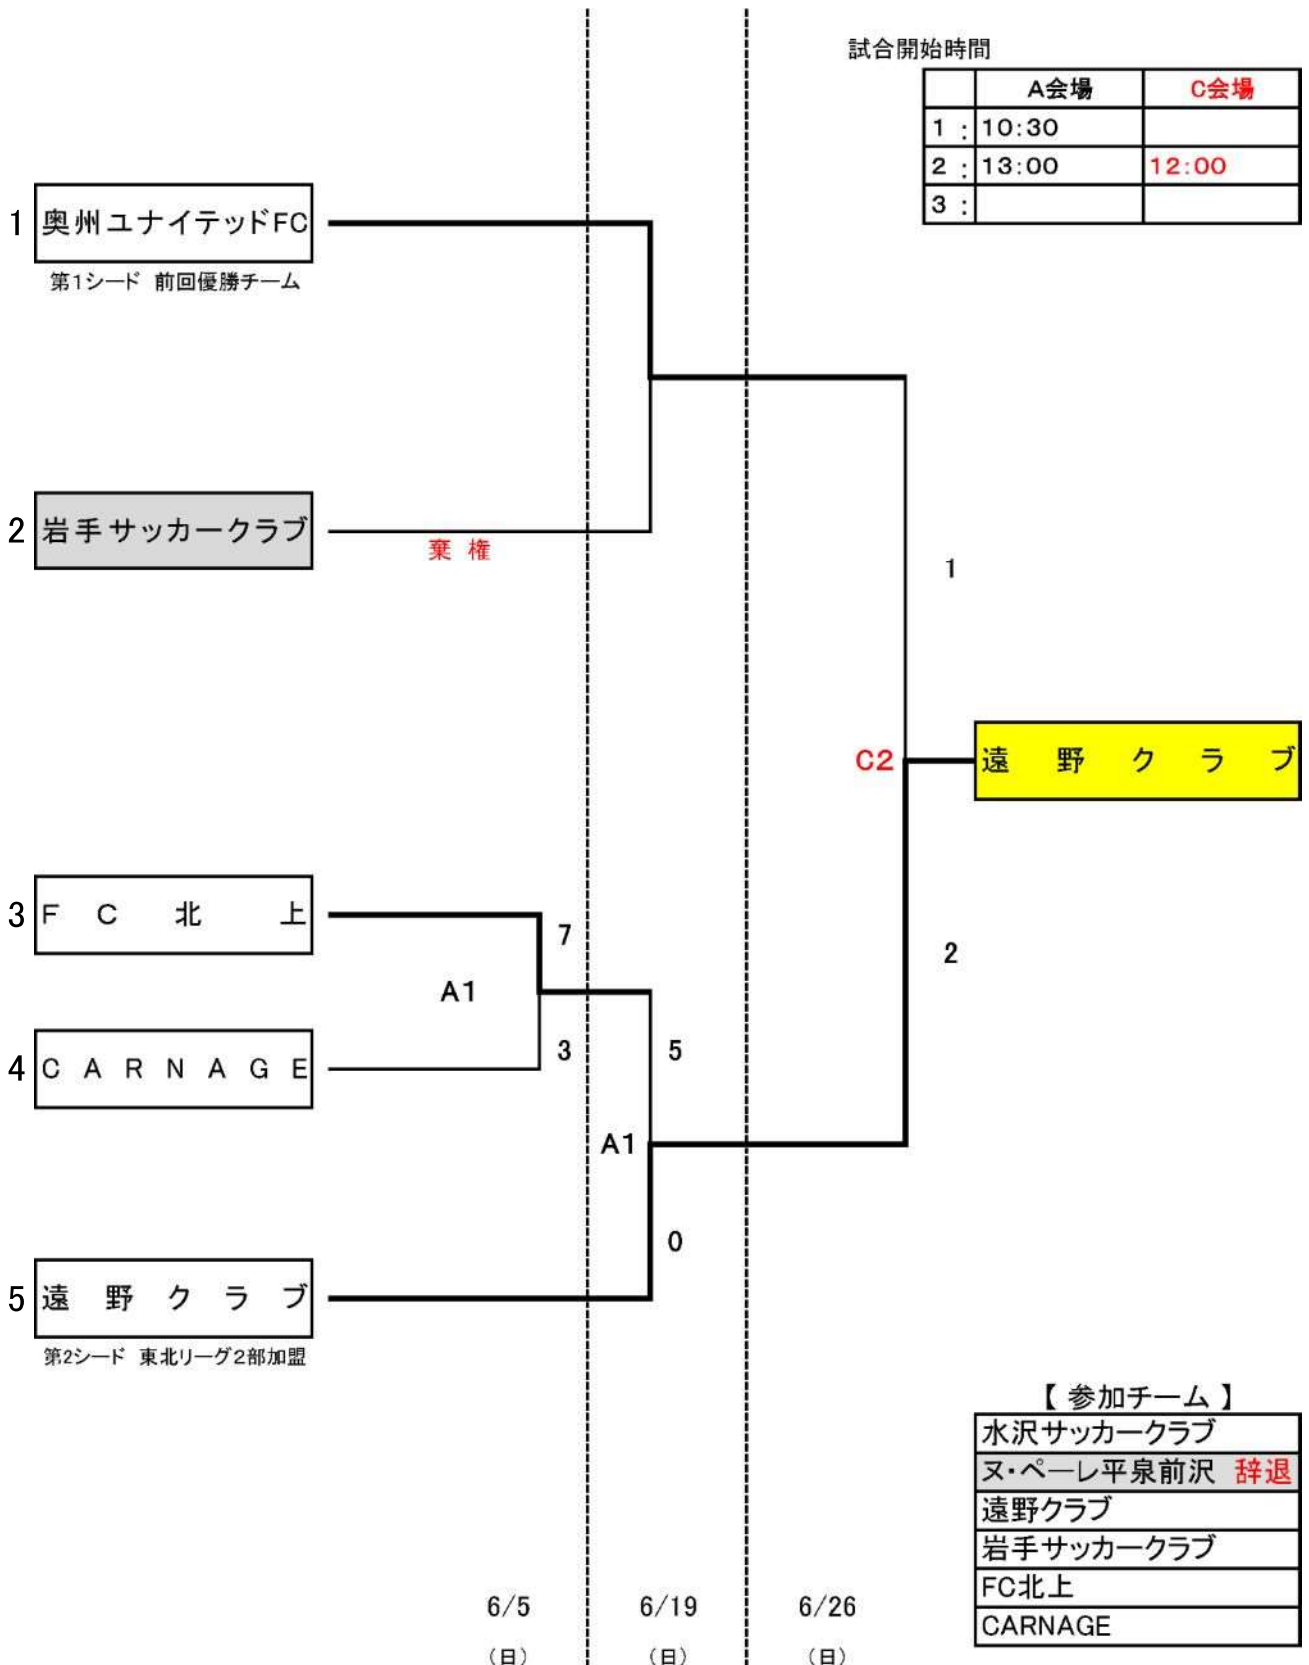 試合開始時間
A会場 C会場
1 : 10:30
2 : 13:00 12:00
3 :
1 奥州ユナイテッドFC
第1シード 前回優勝チーム
2 岩手サッカークラブ
棄権
1
C2 遠野クラブ
3 FC北上
7
2
A1
4 CARNAGE
3
5
A1
0
5 遠野クラブ
第2シード 東北リーグ2部加盟
【 参加チーム 】
水沢サッカークラブ
ヌ・ペーレ平泉前沢 辞退
遠野クラブ
岩手サッカークラブ
FC北上
CARNAGE
6/5 6/19 6/26
(日) (日) (日)